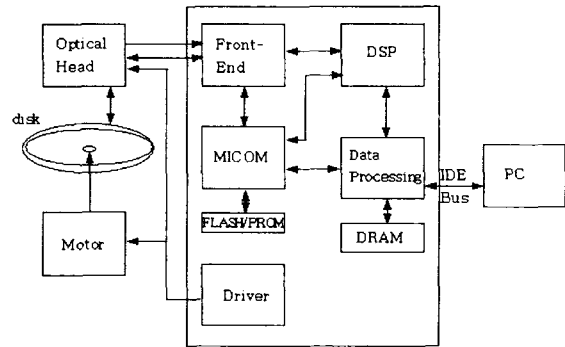 Optical
Head
Front-
End
DSP
disk
MICOM
Data
Processing
IDE
Bus
PC
FLASH/PROM
Motor
DRAM
Driver